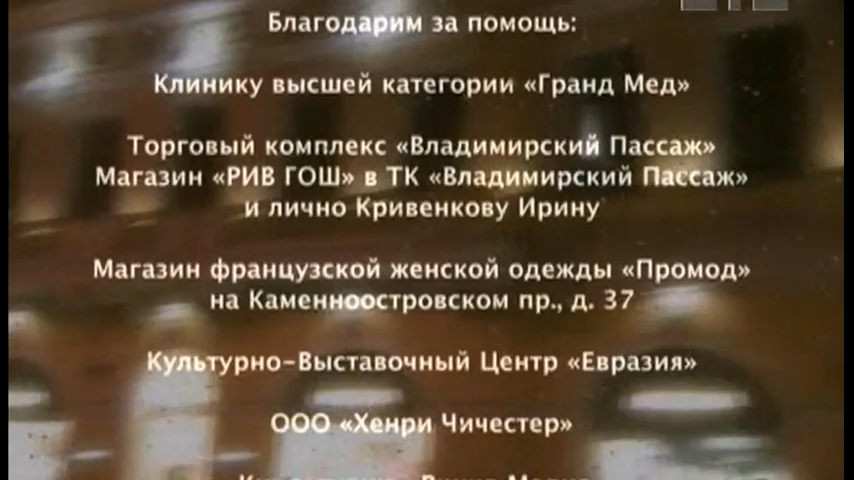 Благодарим за помощь:
Клинику высшей категории «Гранд Мед»
Торговый комплекс «Владимирский Пассаж»
Магазин «РИВ ГОШ» в ТК «Владимирский Пассаж»
и лично Кривенкову Ирину
Магазин французской женской одежды «Промод»
на Каменноостровском пр., д. 37
Культурно-Выставочный Центр «Евразия»
ООО «Хенри Чичестер»